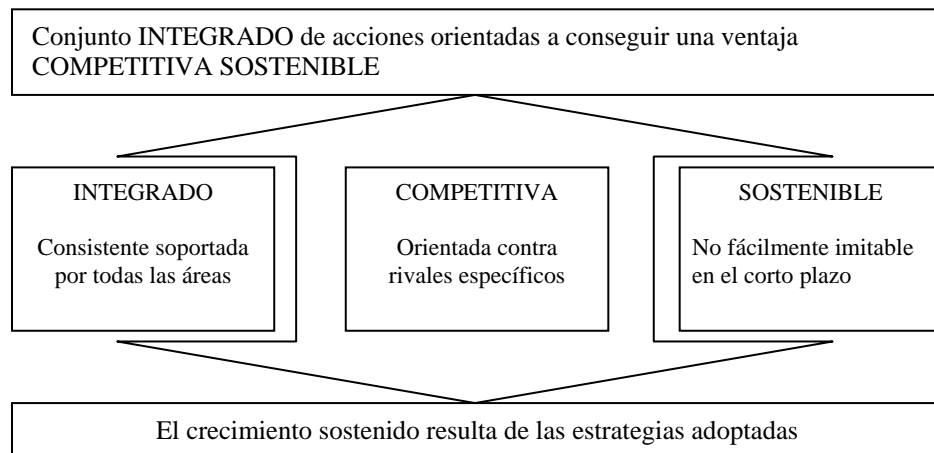 Conjunto INTEGRADO de acciones orientadas a conseguir una ventaja
COMPETITIVA SOSTENIBLE
INTEGRADO
Consistente soportada
por todas las áreas
COMPETITIVA
Orientada contra
rivales específicos
SOSTENIBLE
No fácilmente imitable
en el corto plazo
El crecimiento sostenido resulta de las estrategias adoptadas